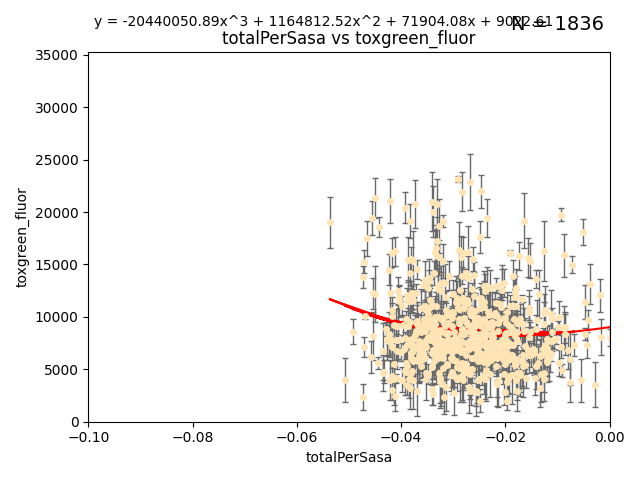 y = -20440050.89x^3 + 1164812.52x^2 + 71904.08x + 9022.61
N = 1836
totalPerSasa vs toxgreen_fluor
35000
30000
25000
20000
15000
10000
5000
0
toxgreen_fluor
−0.10
−0.08
−0.06
−0.04
−0.02
0.00
totalPerSasa